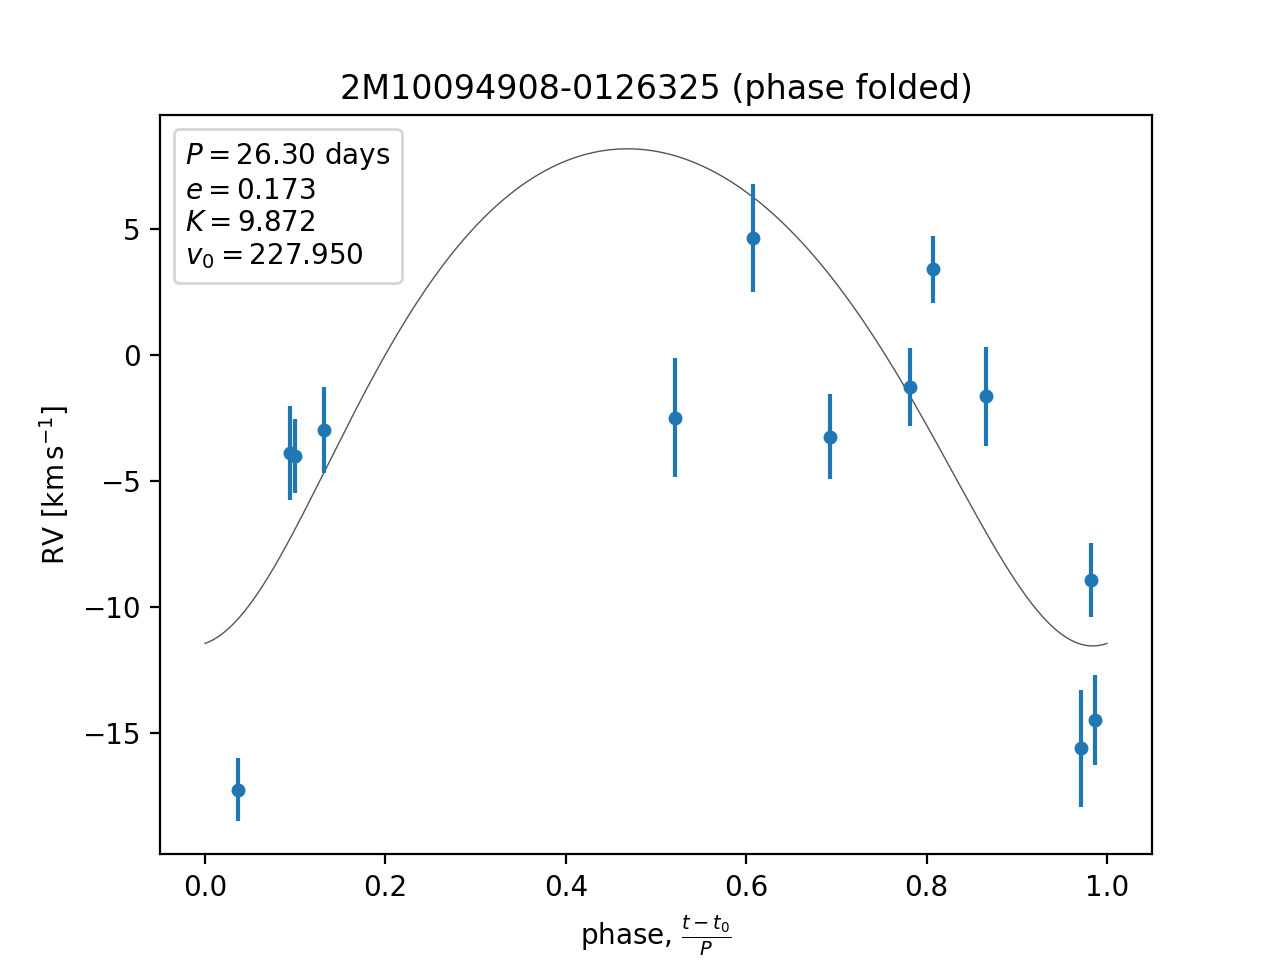 2M10094908-0126325 (phase folded)
P = 26.30 days
e = 0.173
K = 9.872
v₀ = 227.950
5
0
−5
−10
−15
RV [km s⁻¹]
0.0 0.2 0.4 0.6 0.8 1.0
phase, (t − t₀)/P